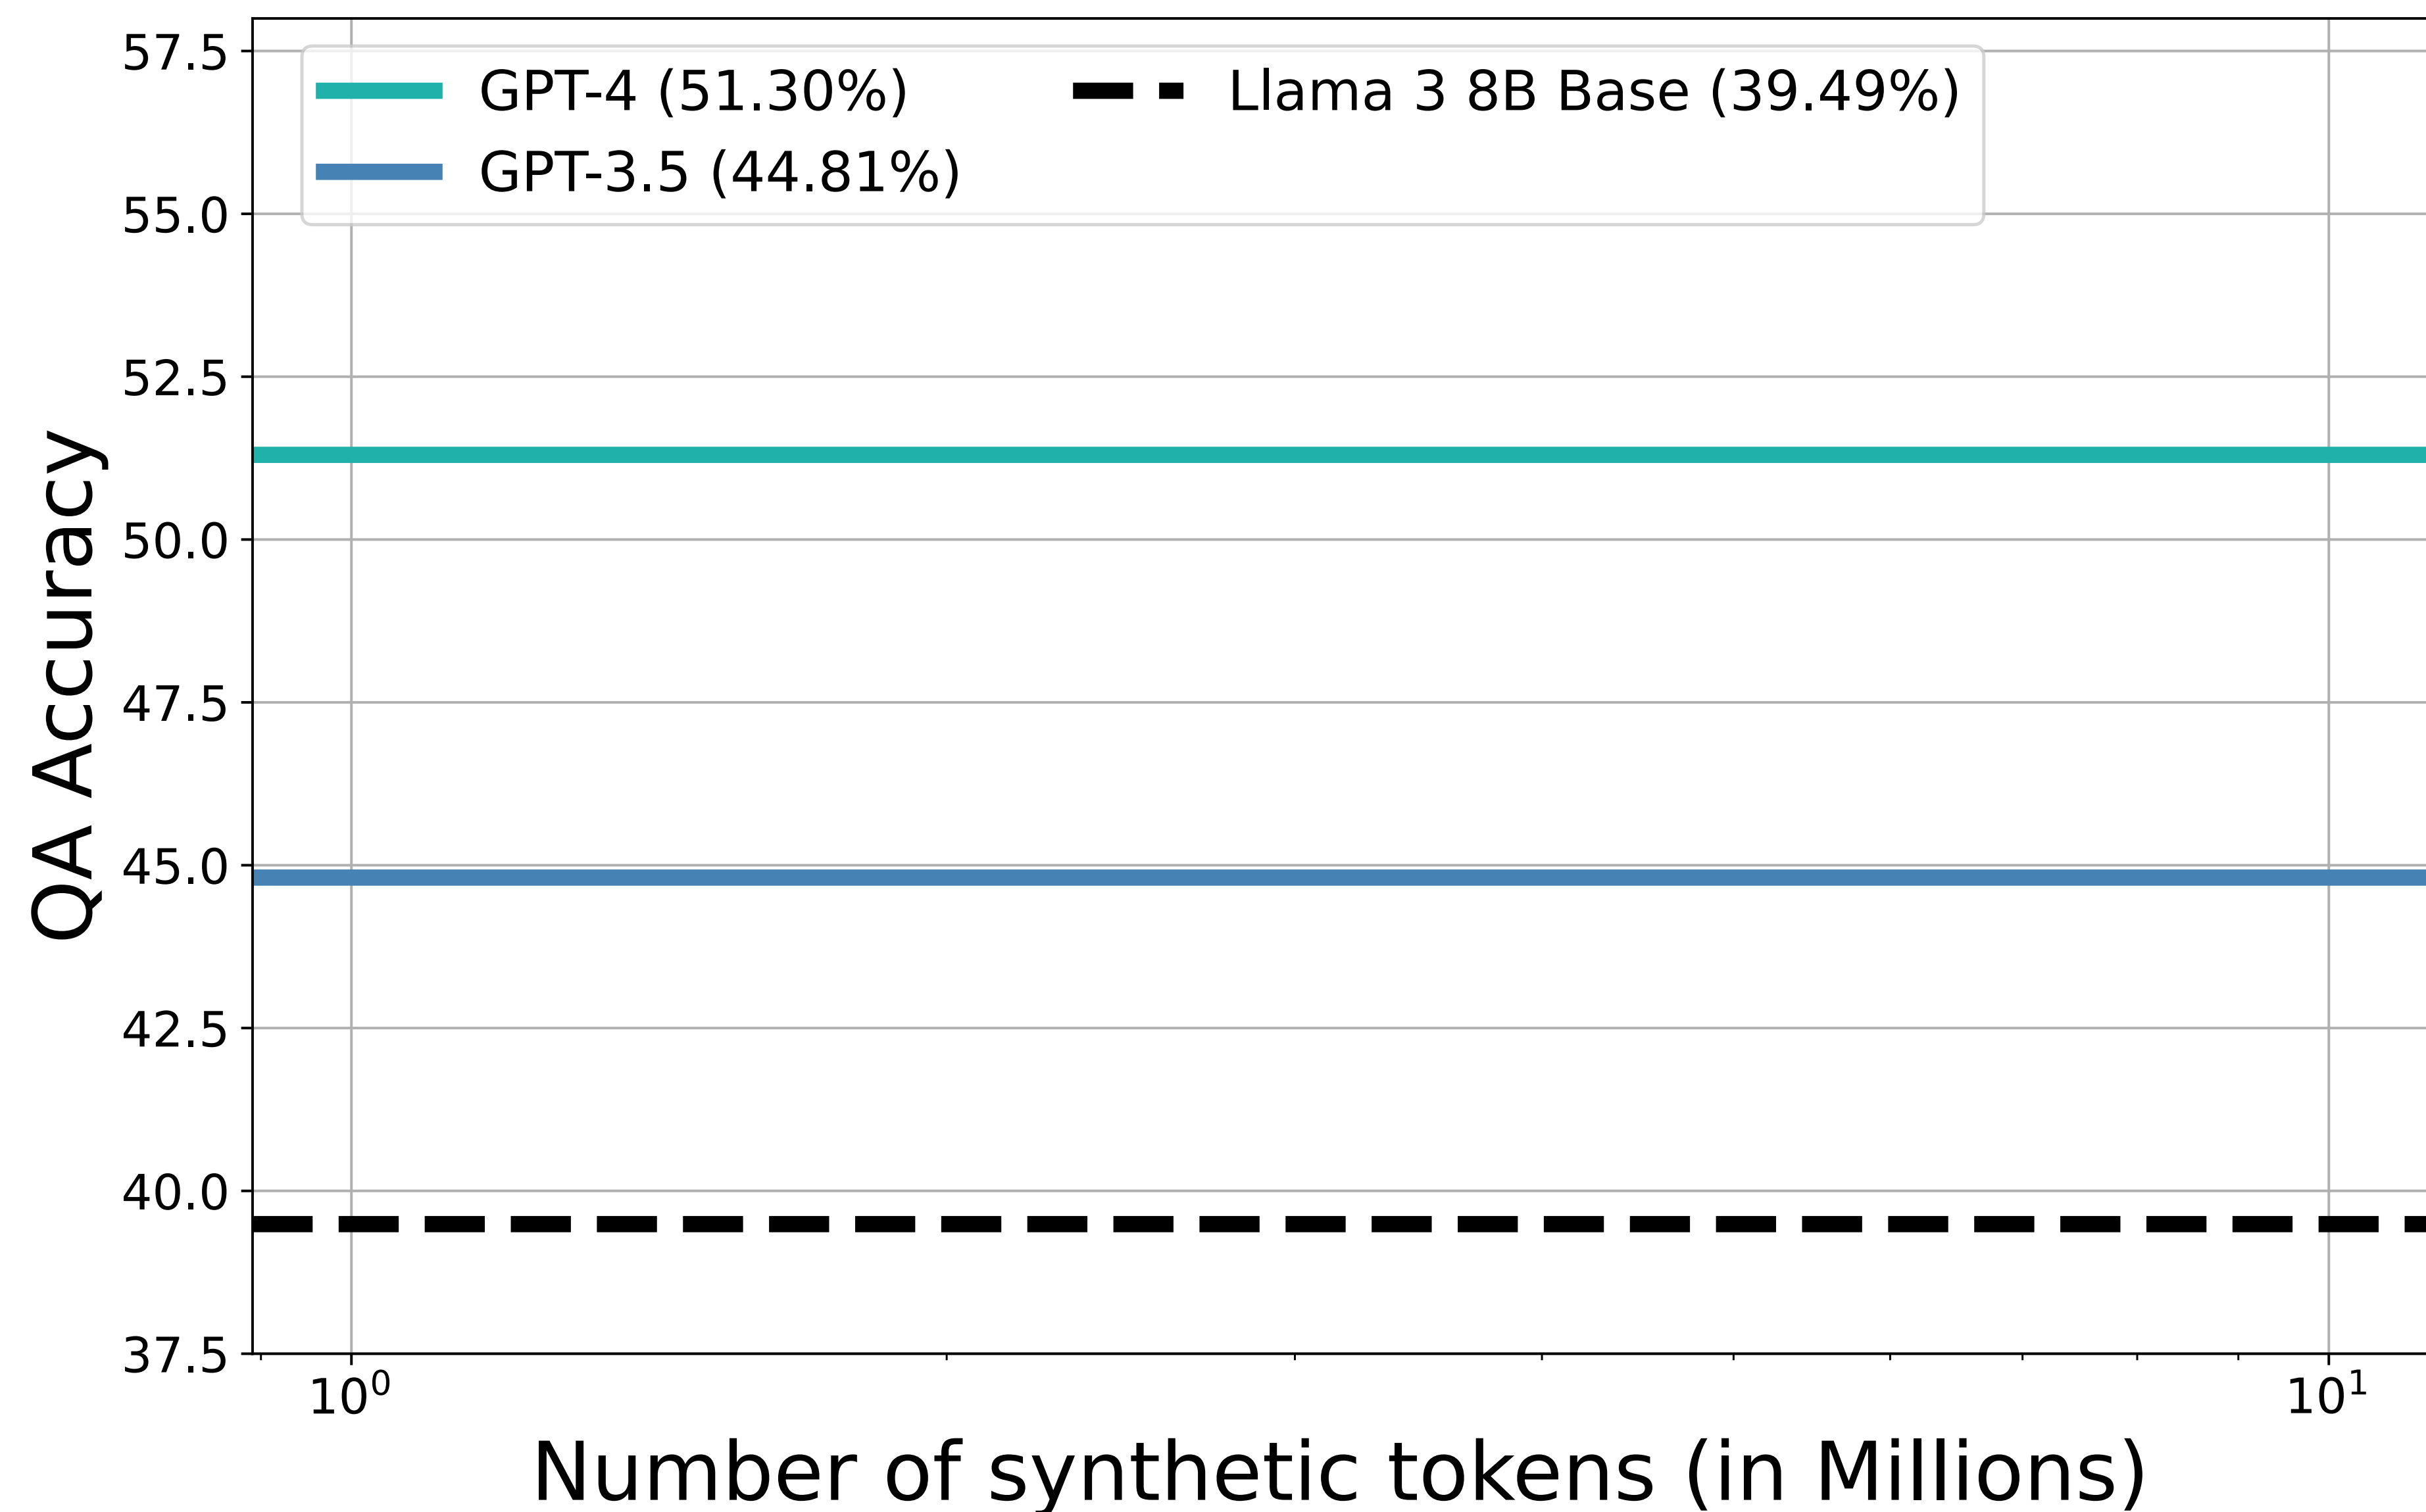 57.5
55.0
52.5
50.0
47.5
45.0
42.5
40.0
37.5
QA Accuracy
GPT-4 (51.30%)
GPT-3.5 (44.81%)
Llama 3 8B Base (39.49%)
10⁰
10¹
Number of synthetic tokens (in Millions)